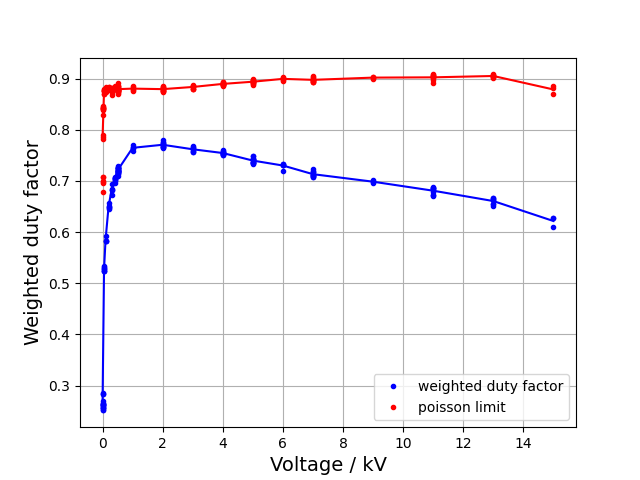 0.9
0.8
0.7
0.6
0.5
0.4
0.3
Weighted duty factor
weighted duty factor
poisson limit
0 2 4 6 8 10 12 14
Voltage / kV